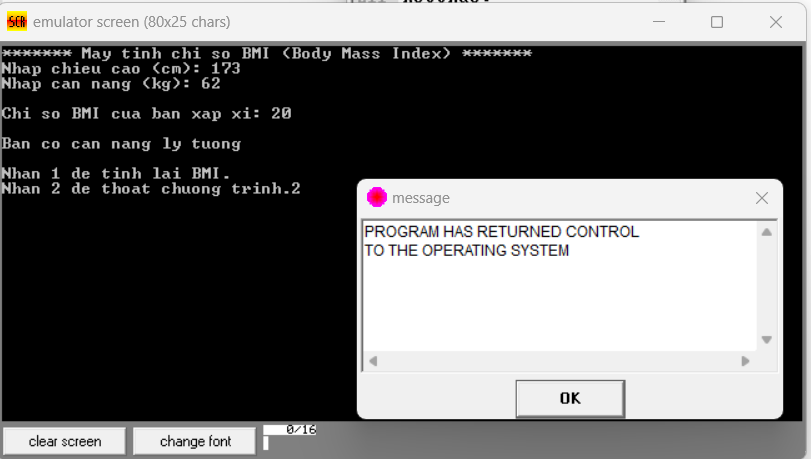 emulator screen (80x25 chars)
******* May tinh chi so BMI (Body Mass Index) *******
Nhap chieu cao (cm): 173
Nhap can nang (kg): 62
Chi so BMI cua ban xap xi: 20
Ban co can nang ly tuong
Nhan 1 de tinh lai BMI.
Nhan 2 de thoat chuong trinh.2
message
PROGRAM HAS RETURNED CONTROL
TO THE OPERATING SYSTEM
OK
clear screen
change font
0/16